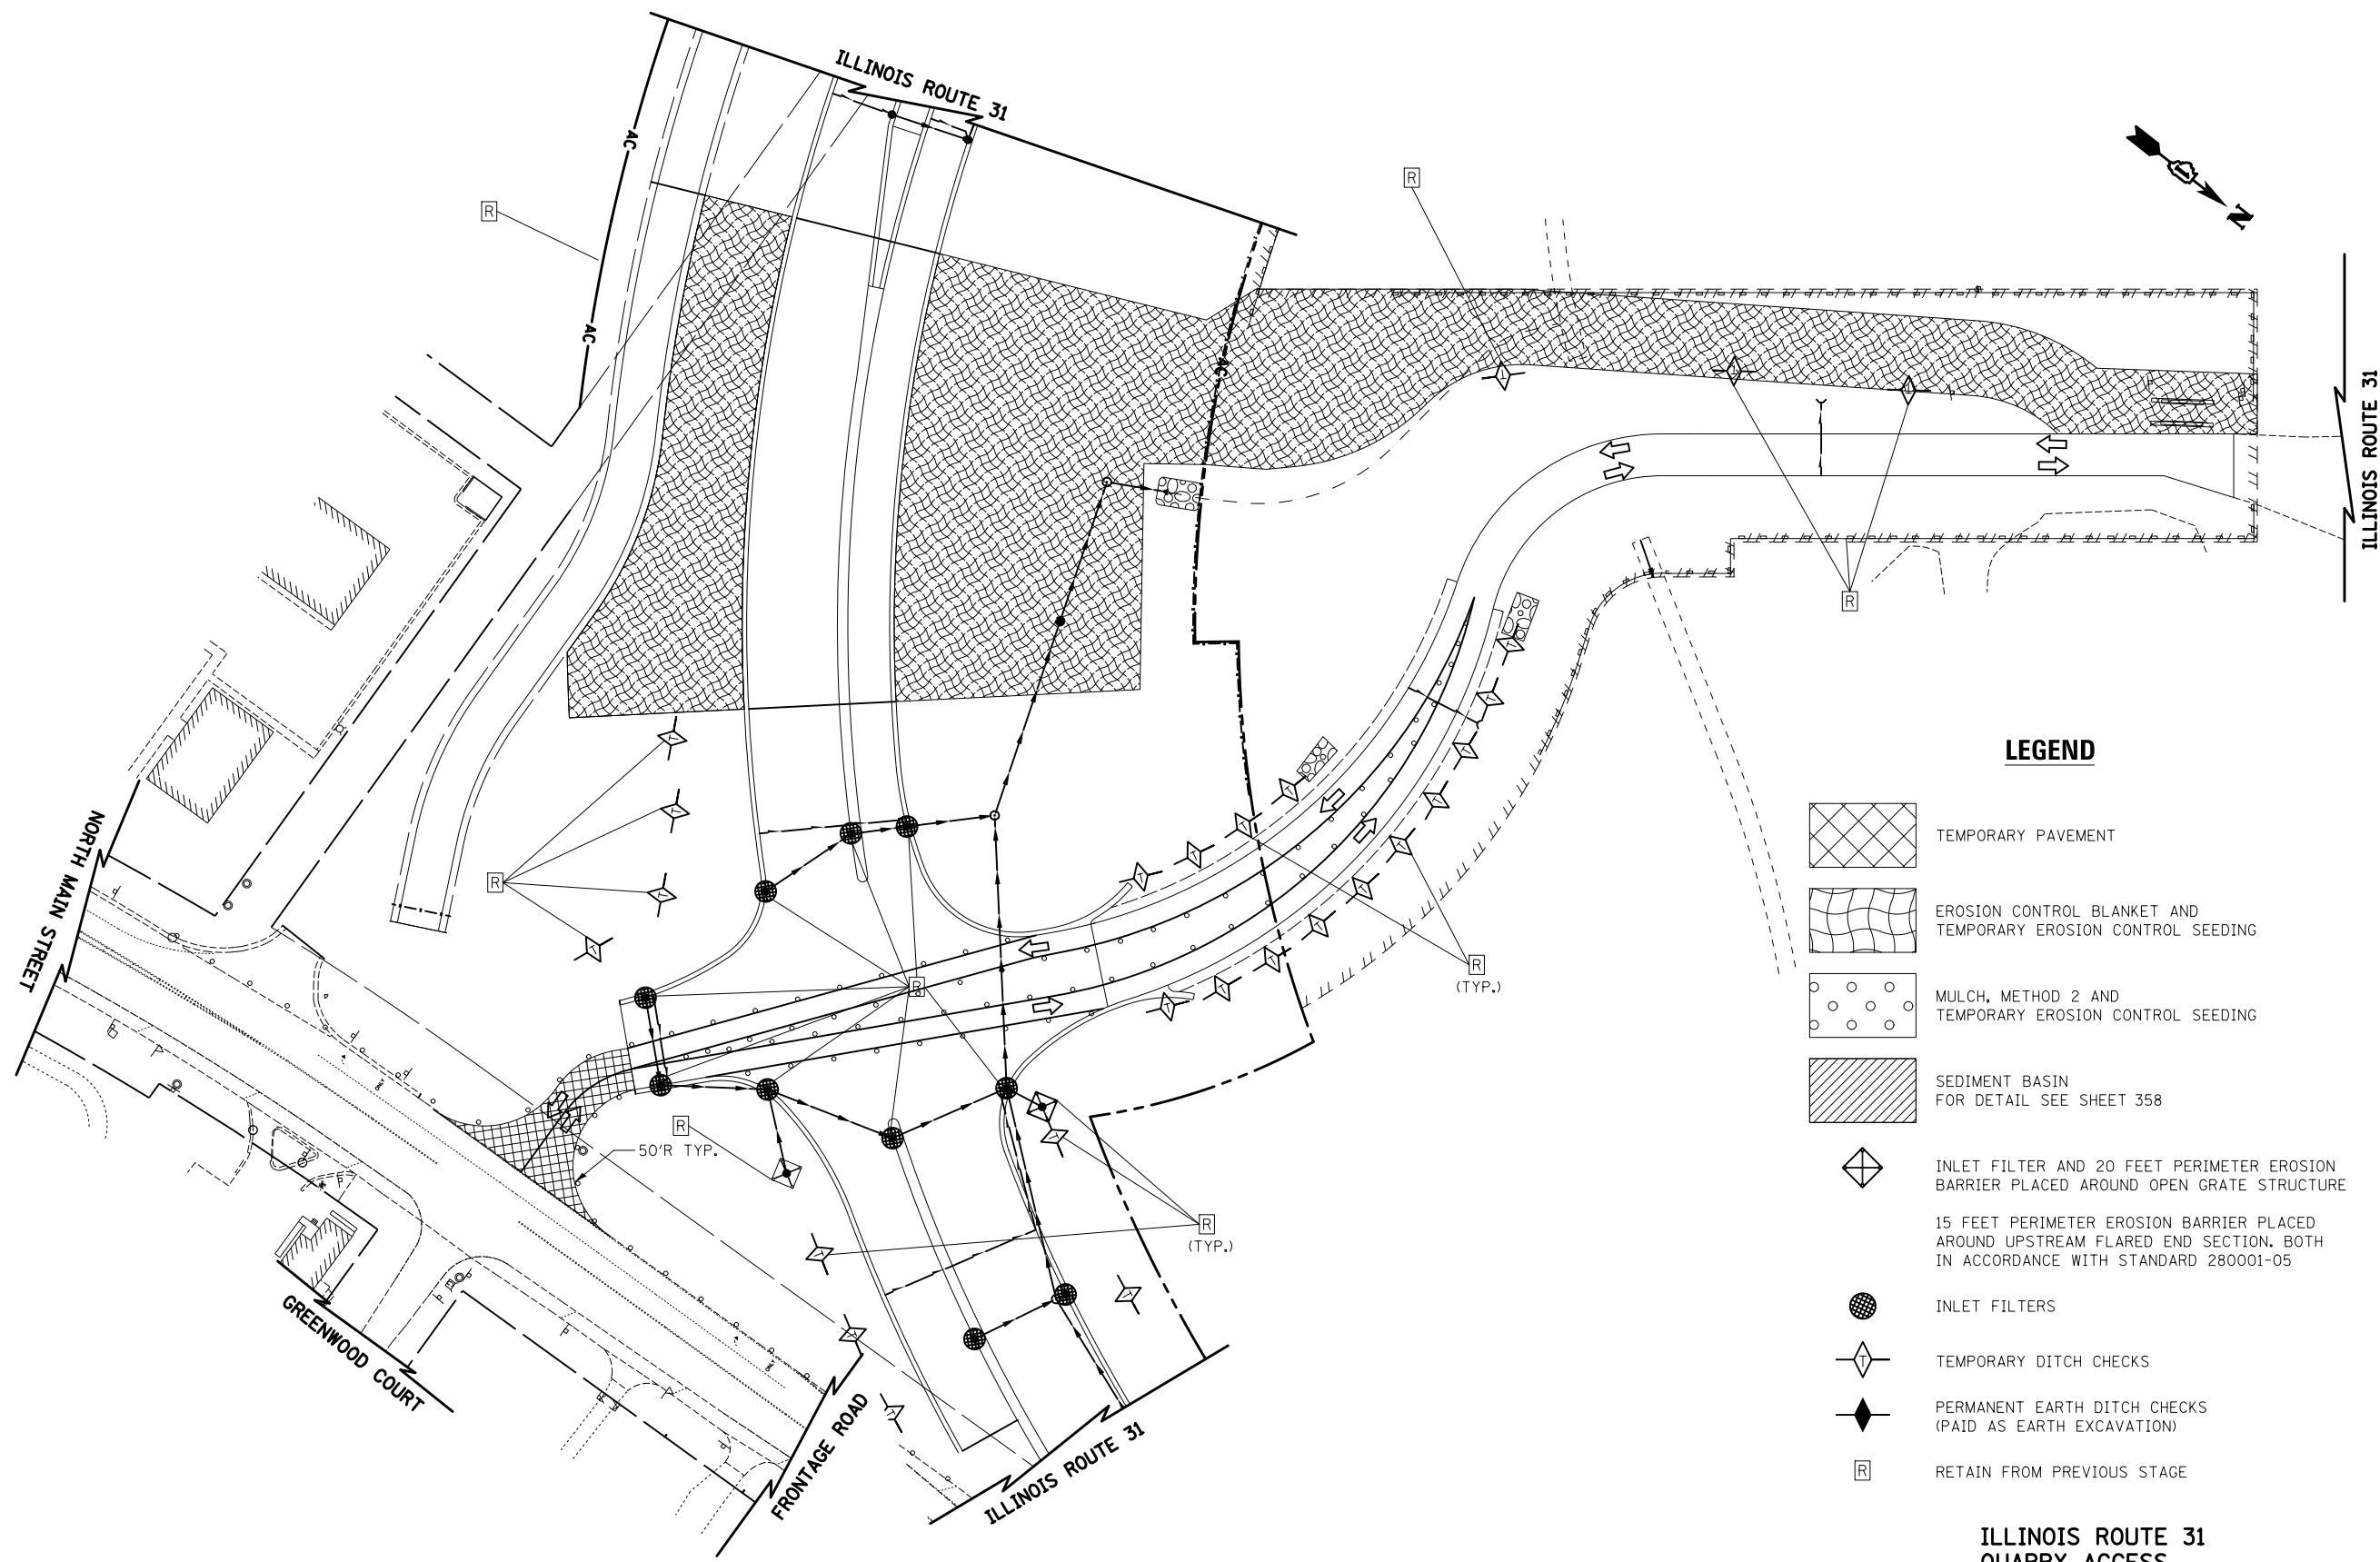 ILLINOIS ROUTE 31
AC
R
R
N
AC
AC
ILLINOIS ROUTE 31
R
LEGEND
TEMPORARY PAVEMENT
NORTH MAIN STREET
R
EROSION CONTROL BLANKET AND
TEMPORARY EROSION CONTROL SEEDING
R
(TYP.)
R
MULCH, METHOD 2 AND
TEMPORARY EROSION CONTROL SEEDING
SEDIMENT BASIN
FOR DETAIL SEE SHEET 358
R
50'R TYP.
INLET FILTER AND 20 FEET PERIMETER EROSION
BARRIER PLACED AROUND OPEN GRATE STRUCTURE
R
(TYP.)
15 FEET PERIMETER EROSION BARRIER PLACED
AROUND UPSTREAM FLARED END SECTION. BOTH
IN ACCORDANCE WITH STANDARD 280001-05
INLET FILTERS
GREENWOOD COURT
T
TEMPORARY DITCH CHECKS
FRONTAGE ROAD
PERMANENT EARTH DITCH CHECKS
(PAID AS EARTH EXCAVATION)
R
RETAIN FROM PREVIOUS STAGE
ILLINOIS ROUTE 31
ILLINOIS ROUTE 31
QUARRY ACCESS